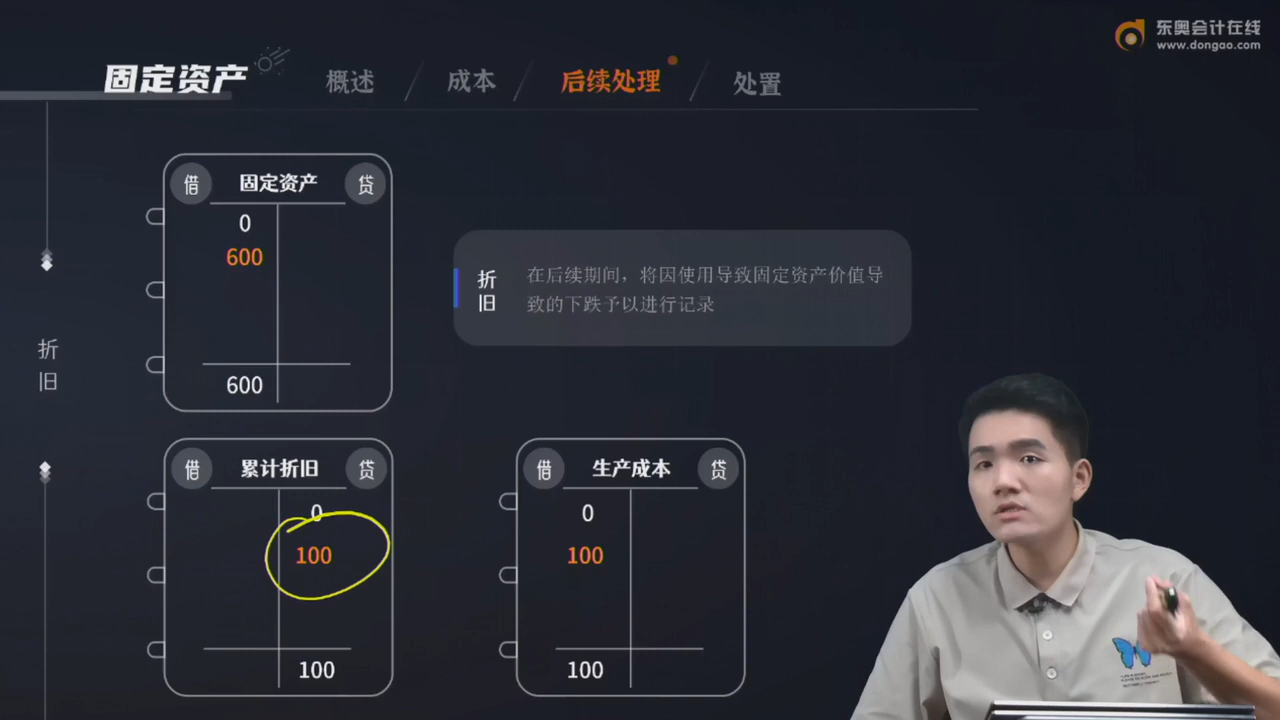 东奥会计在线
www.dongao.com
固定资产
概述 成本 后续处理 处置
借 固定资产 贷
0
600
600
折旧
在后续期间，将因使用导致固定资产价值导
致的下跌予以进行记录
折旧
借 累计折旧 贷
0
100
100
借 生产成本 贷
0
100
100